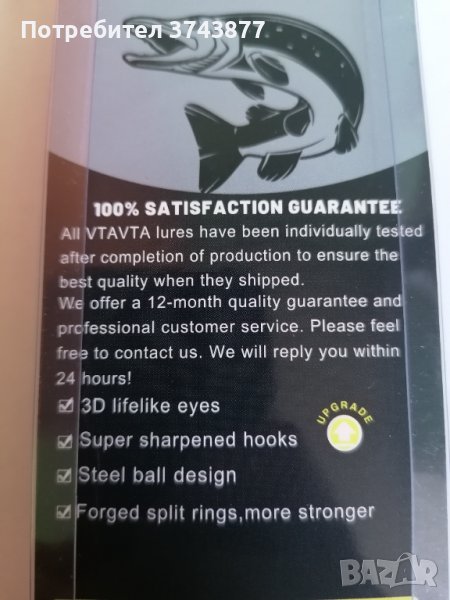 Потребител 3743877
100% SATISFACTION GUARANTEE
All VTAVTA lures have been individually tested
after completion of production to ensure the
best quality when they shipped.
We offer a 12-month quality guarantee and
professional customer service. Please feel
free to contact us. We will reply you within
24 hours!
3D lifelike eyes
UPGRADE
Super sharpened hooks
Steel ball design
Forged split rings,more stronger
BAZAR